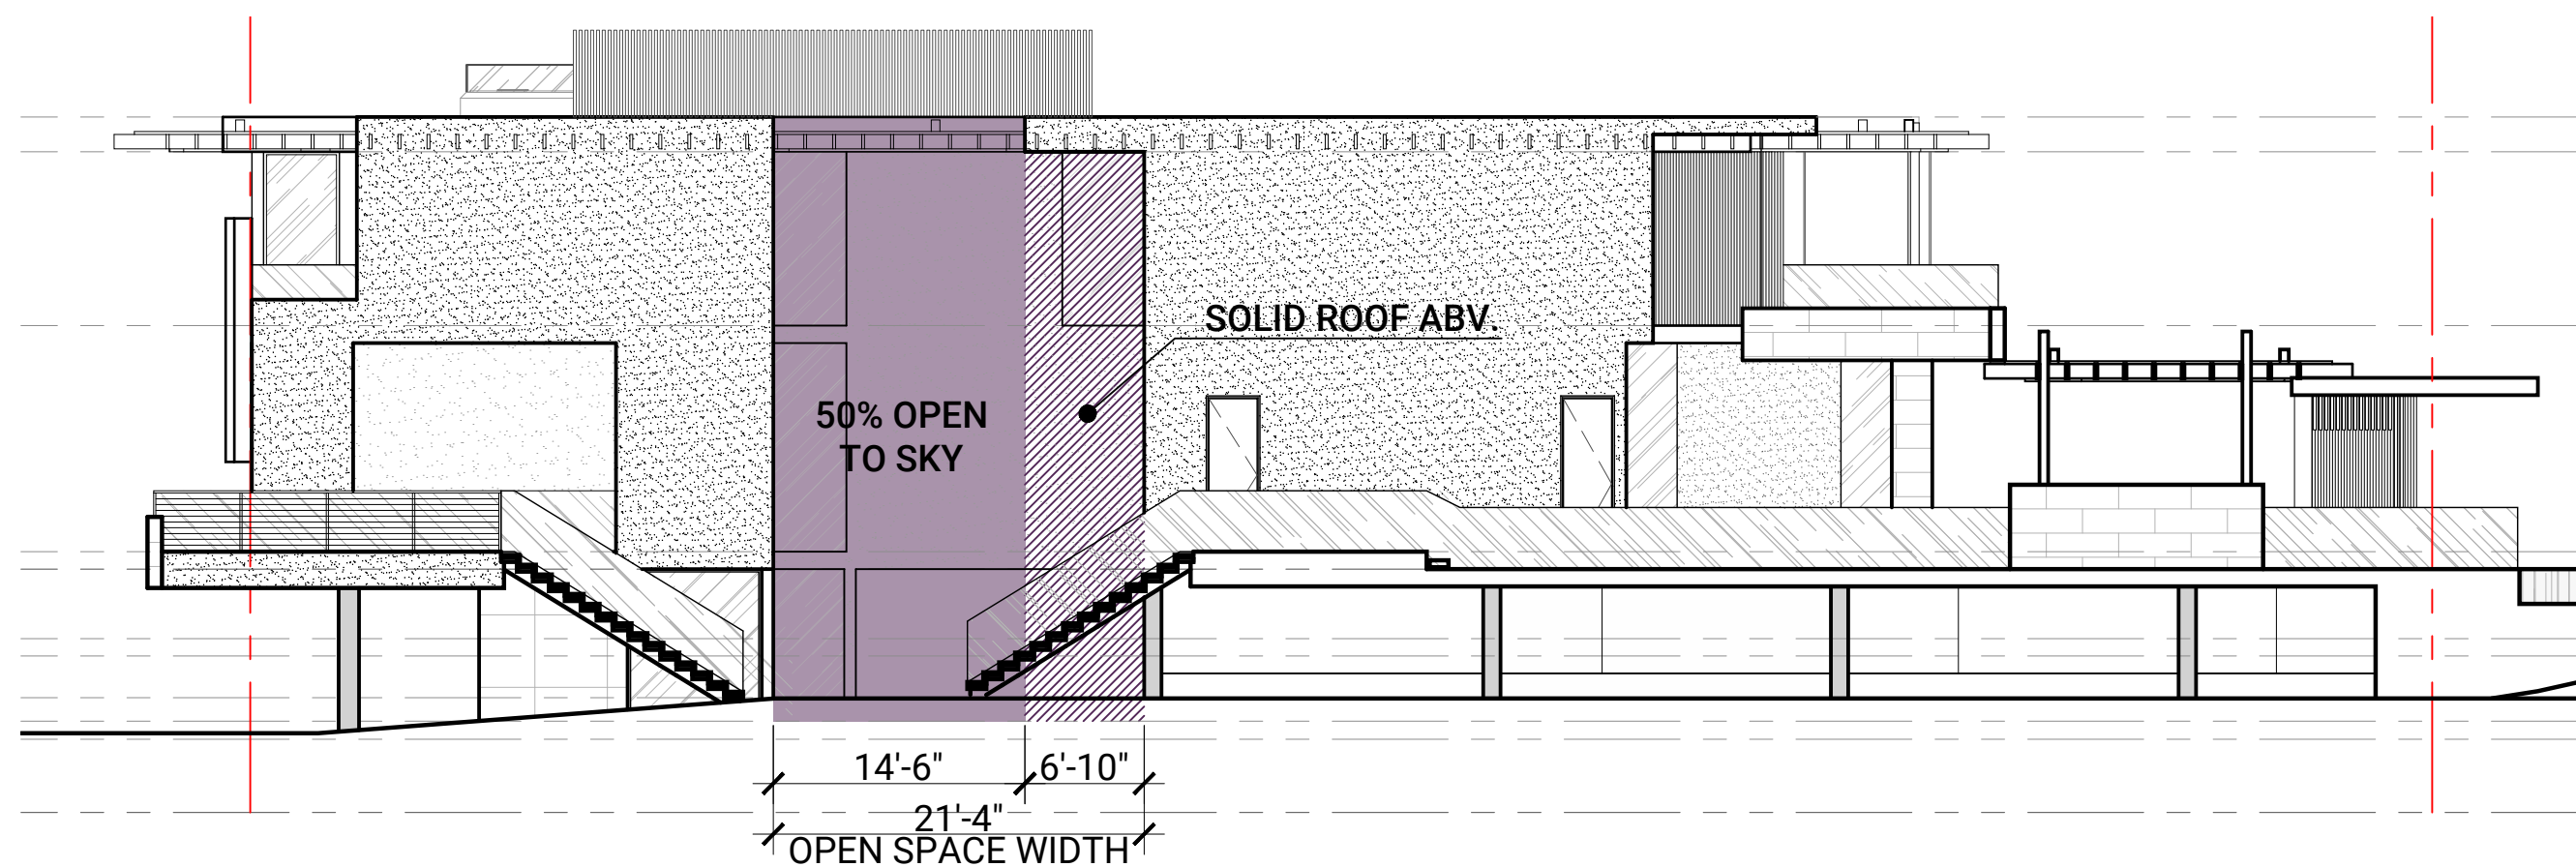 SOLID ROOF ABV.
50% OPEN
TO SKY
14'-6" 6'-10"
21'-4"
OPEN SPACE WIDTH